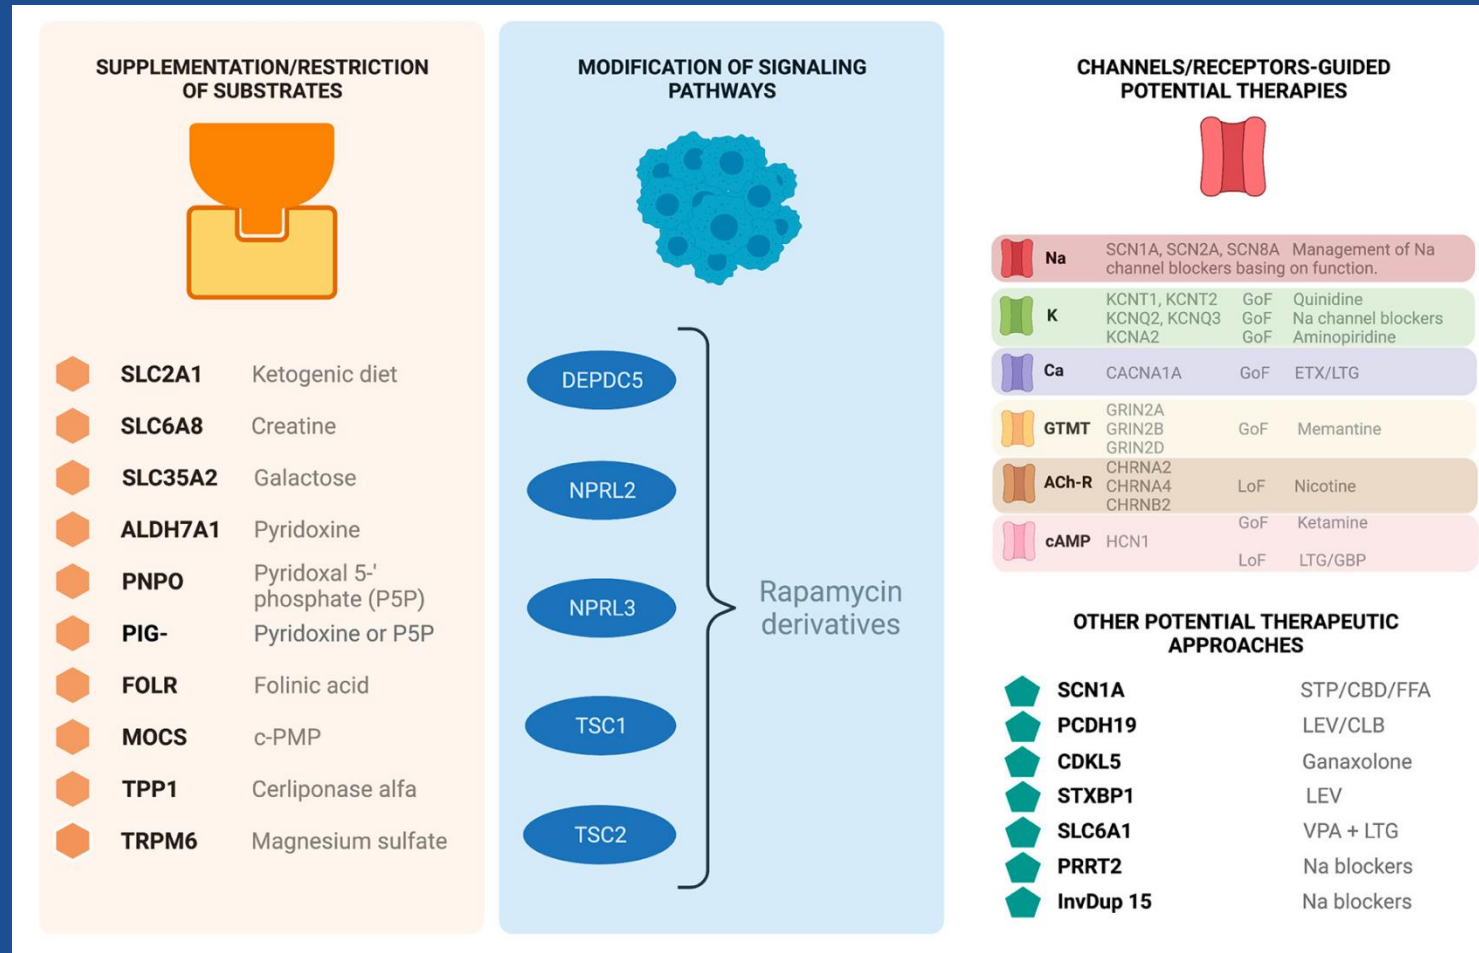 SUPPLEMENTATION/RESTRICTION
OF SUBSTRATES
SLC2A1 Ketogenic diet
SLC6A8 Creatine
SLC35A2 Galactose
ALDH7A1 Pyridoxine
PNPO Pyridoxal 5-'
phosphate (P5P)
PIG- Pyridoxine or P5P
FOLR Folinic acid
MOCS c-PMP
TPP1 Cerliponase alfa
TRPM6 Magnesium sulfate
MODIFICATION OF SIGNALING
PATHWAYS
DEPDC5
NPRL2
NPRL3
TSC1
TSC2
Rapamycin
derivatives
CHANNELS/RECEPTORS-GUIDED
POTENTIAL THERAPIES
Na SCN1A, SCN2A, SCN8A Management of Na
channel blockers basing on function.
K
KCNT1, KCNT2 GoF Quinidine
KCNQ2, KCNQ3 GoF Na channel blockers
KCNA2 GoF Aminopiridine
Ca CACNA1A GoF ETX/LTG
GTMT
GRIN2A
GRIN2B GoF Memantine
GRIN2D
ACh-R
CHRNA2
CHRNA4 LoF Nicotine
CHRNB2
cAMP HCN1
GoF Ketamine
LoF LTG/GBP
OTHER POTENTIAL THERAPEUTIC
APPROACHES
SCN1A STP/CBD/FFA
PCDH19 LEV/CLB
CDKL5 Ganaxolone
STXBP1 LEV
SLC6A1 VPA + LTG
PRRT2 Na blockers
InvDup 15 Na blockers